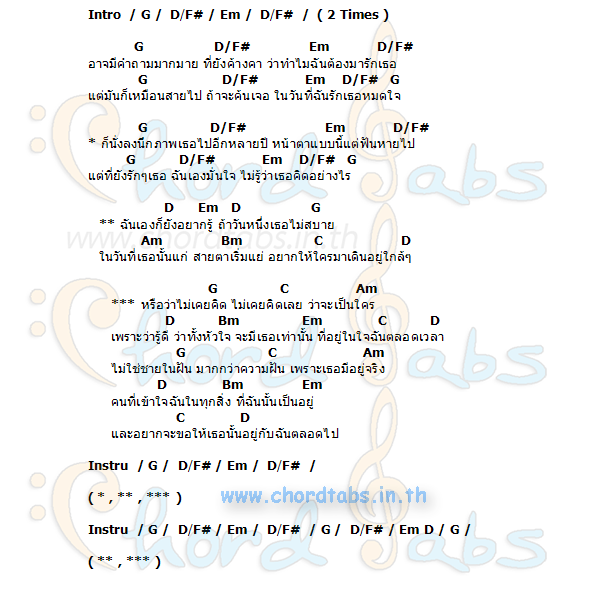 Intro / G / D/F# / Em / D/F# / ( 2 Times )
G D/F# Em D/F#
อาจมีคำถามมากมาย ที่ยังค้างคา ว่าทำไมฉันต้องมารักเธอ
G D/F# Em D/F# G
แต่มันก็เหมือนสายไป ถ้าจะค้นเจอ ในวันที่ฉันรักเธอหมดใจ
G D/F# Em D/F#
* ก็นั่งลงนึกภาพเธอไปอีกหลายปี หน้าตาแบบนี้แต่ฟันหายไป
G D/F# Em D/F# G
แต่ที่ยังรักๆเธอ ฉันเองมั่นใจ ไม่รู้ว่าเธอคิดอย่างไร
D Em D G
** ฉันเองก็ยังอยากรู้ ถ้าวันหนึ่งเธอไม่สบาย
Am Bm C D
ในวันที่เธอนั้นแก่ สายตาเริ่มแย่ อยากให้ใครมาเดินอยู่ใกล้ๆ
G C Am
*** หรือว่าไม่เคยคิด ไม่เคยคิดเลย ว่าจะเป็นใคร
D Bm Em C D
เพราะว่ารู้ดี ว่าทั้งหัวใจ จะมีเธอเท่านั้น ที่อยู่ในใจฉันตลอดเวลา
G C Am
ไม่ใช่ชายในฝัน มากกว่าความฝัน เพราะเธอมีอยู่จริง
D Bm Em
คนที่เข้าใจฉันในทุกสิ่ง ที่ฉันนั้นเป็นอยู่
C D
และอยากจะขอให้เธอนั้นอยู่กับฉันตลอดไป
Instru / G / D/F# / Em / D/F# /
( * , ** , *** )
www.chordtabs.in.th
Instru / G / D/F# / Em / D/F# / G / D/F# / Em D / G /
( ** , *** )
Chord Tabs
www.chordtabs.in.th
Chord Tabs
Chord Tabs